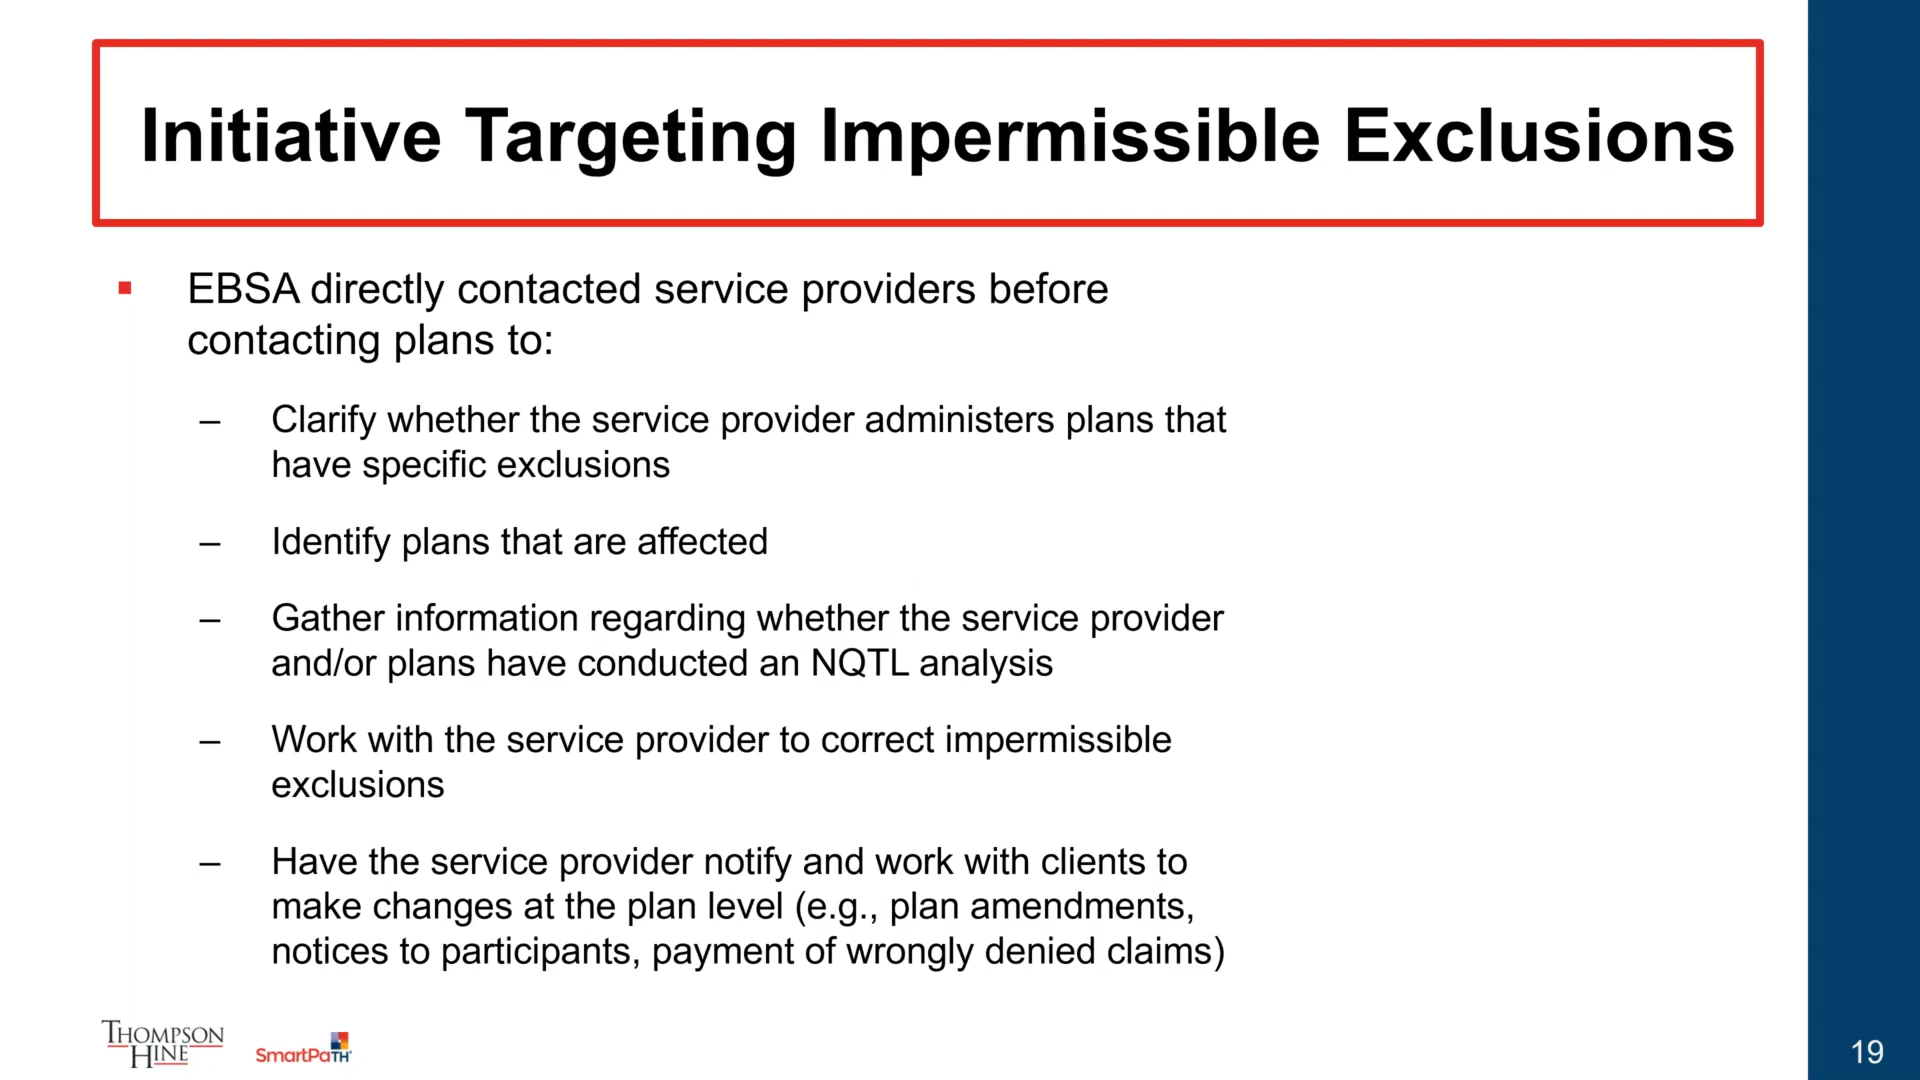 Initiative Targeting Impermissible Exclusions
▪ EBSA directly contacted service providers before
contacting plans to:
– Clarify whether the service provider administers plans that
have specific exclusions
– Identify plans that are affected
– Gather information regarding whether the service provider
and/or plans have conducted an NQTL analysis
– Work with the service provider to correct impermissible
exclusions
– Have the service provider notify and work with clients to
make changes at the plan level (e.g., plan amendments,
notices to participants, payment of wrongly denied claims)
THOMPSON
HINE
SmartPaTH
19